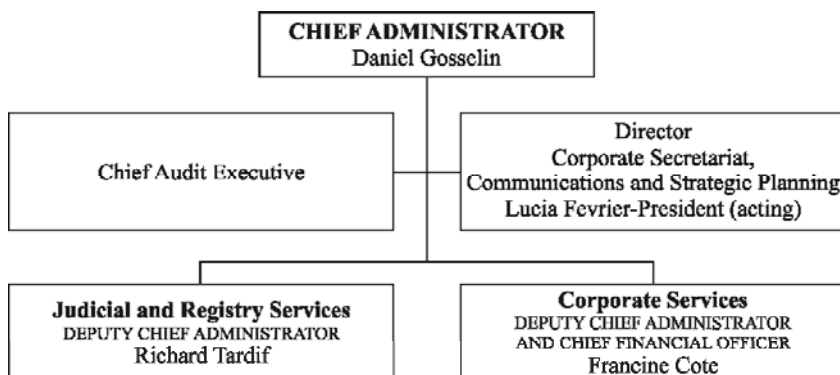 CHIEF ADMINISTRATOR
Daniel Gosselin
Chief Audit Executive
Director
Corporate Secretariat,
Communications and Strategic Planning
Lucia Fevrier-President (acting)
Judicial and Registry Services
DEPUTY CHIEF ADMINISTRATOR
Richard Tardif
Corporate Services
DEPUTY CHIEF ADMINISTRATOR
AND CHIEF FINANCIAL OFFICER
Francine Cote